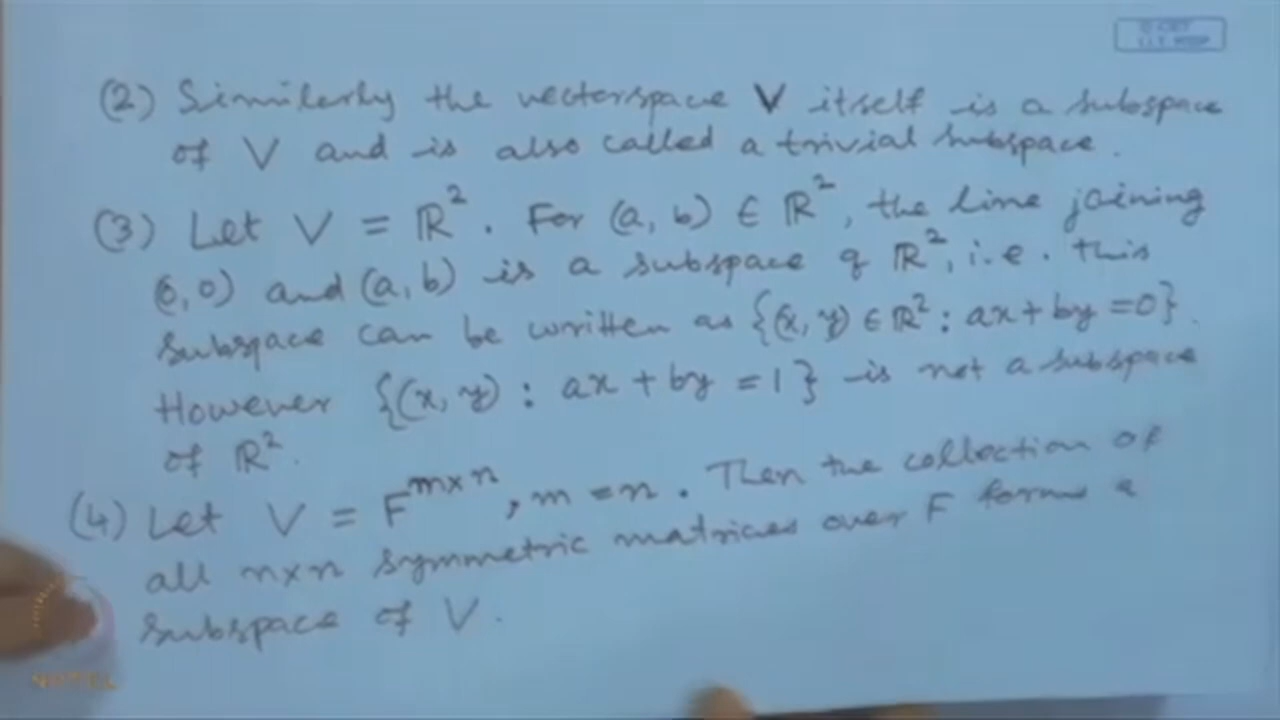 (2) Similarly the vectorspace V itself is a subspace
of V and is also called a trivial subspace.
(3) Let V = ℝ². For (a, b) ∈ ℝ², the line joining
(0,0) and (a, b) is a subspace of ℝ², i.e. this
subspace can be written as {(x, y) ∈ ℝ² : ax + by = 0}.
However {(x, y) : ax + by = 1} is not a subspace
of ℝ².
(4) Let V = F^{m×n}, m = n. Then the collection of
all n×n symmetric matrices over F forms a
subspace of V.
NPTEL